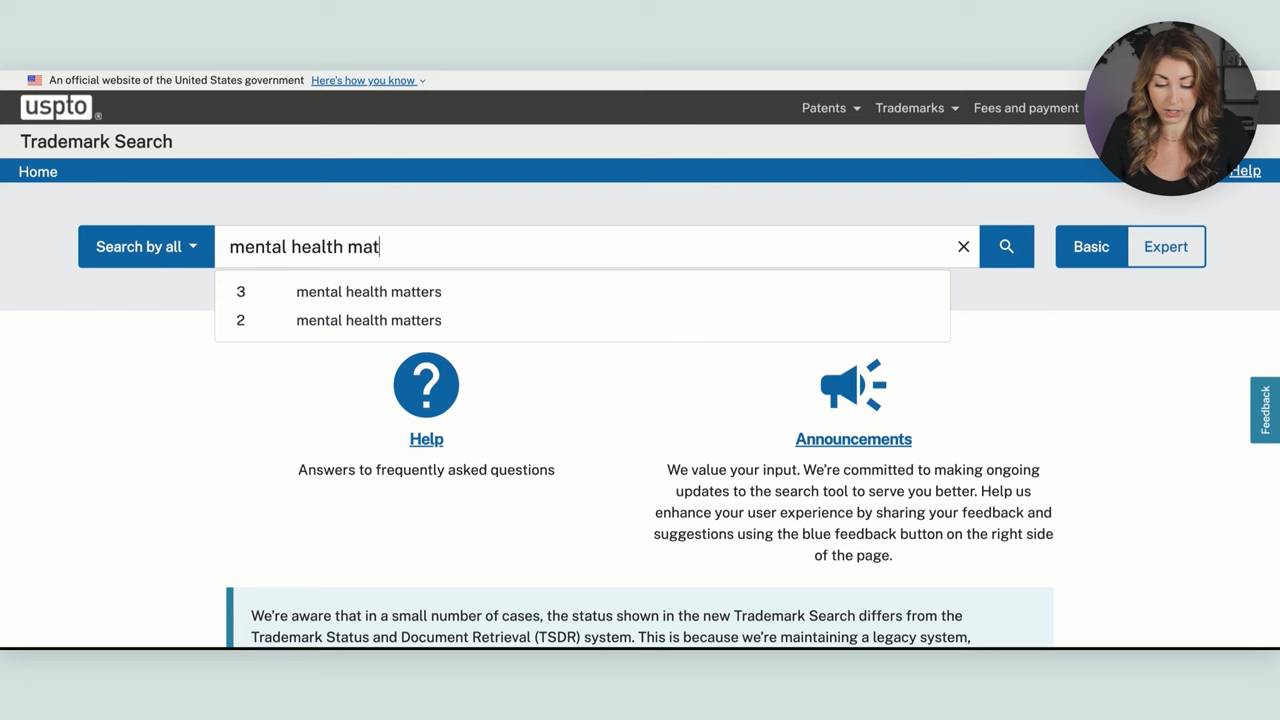 An official website of the United States government Here's how you know
uspto®
Patents Trademarks Fees and payment
Trademark Search
Home
Help
Search by all
mental health mat
Basic
Expert
3 mental health matters
2 mental health matters
Help
Answers to frequently asked questions
Announcements
We value your input. We're committed to making ongoing
updates to the search tool to serve you better. Help us
enhance your user experience by sharing your feedback and
suggestions using the blue feedback button on the right side
of the page.
Feedback
We're aware that in a small number of cases, the status shown in the new Trademark Search differs from the
Trademark Status and Document Retrieval (TSDR) system. This is because we're maintaining a legacy system,